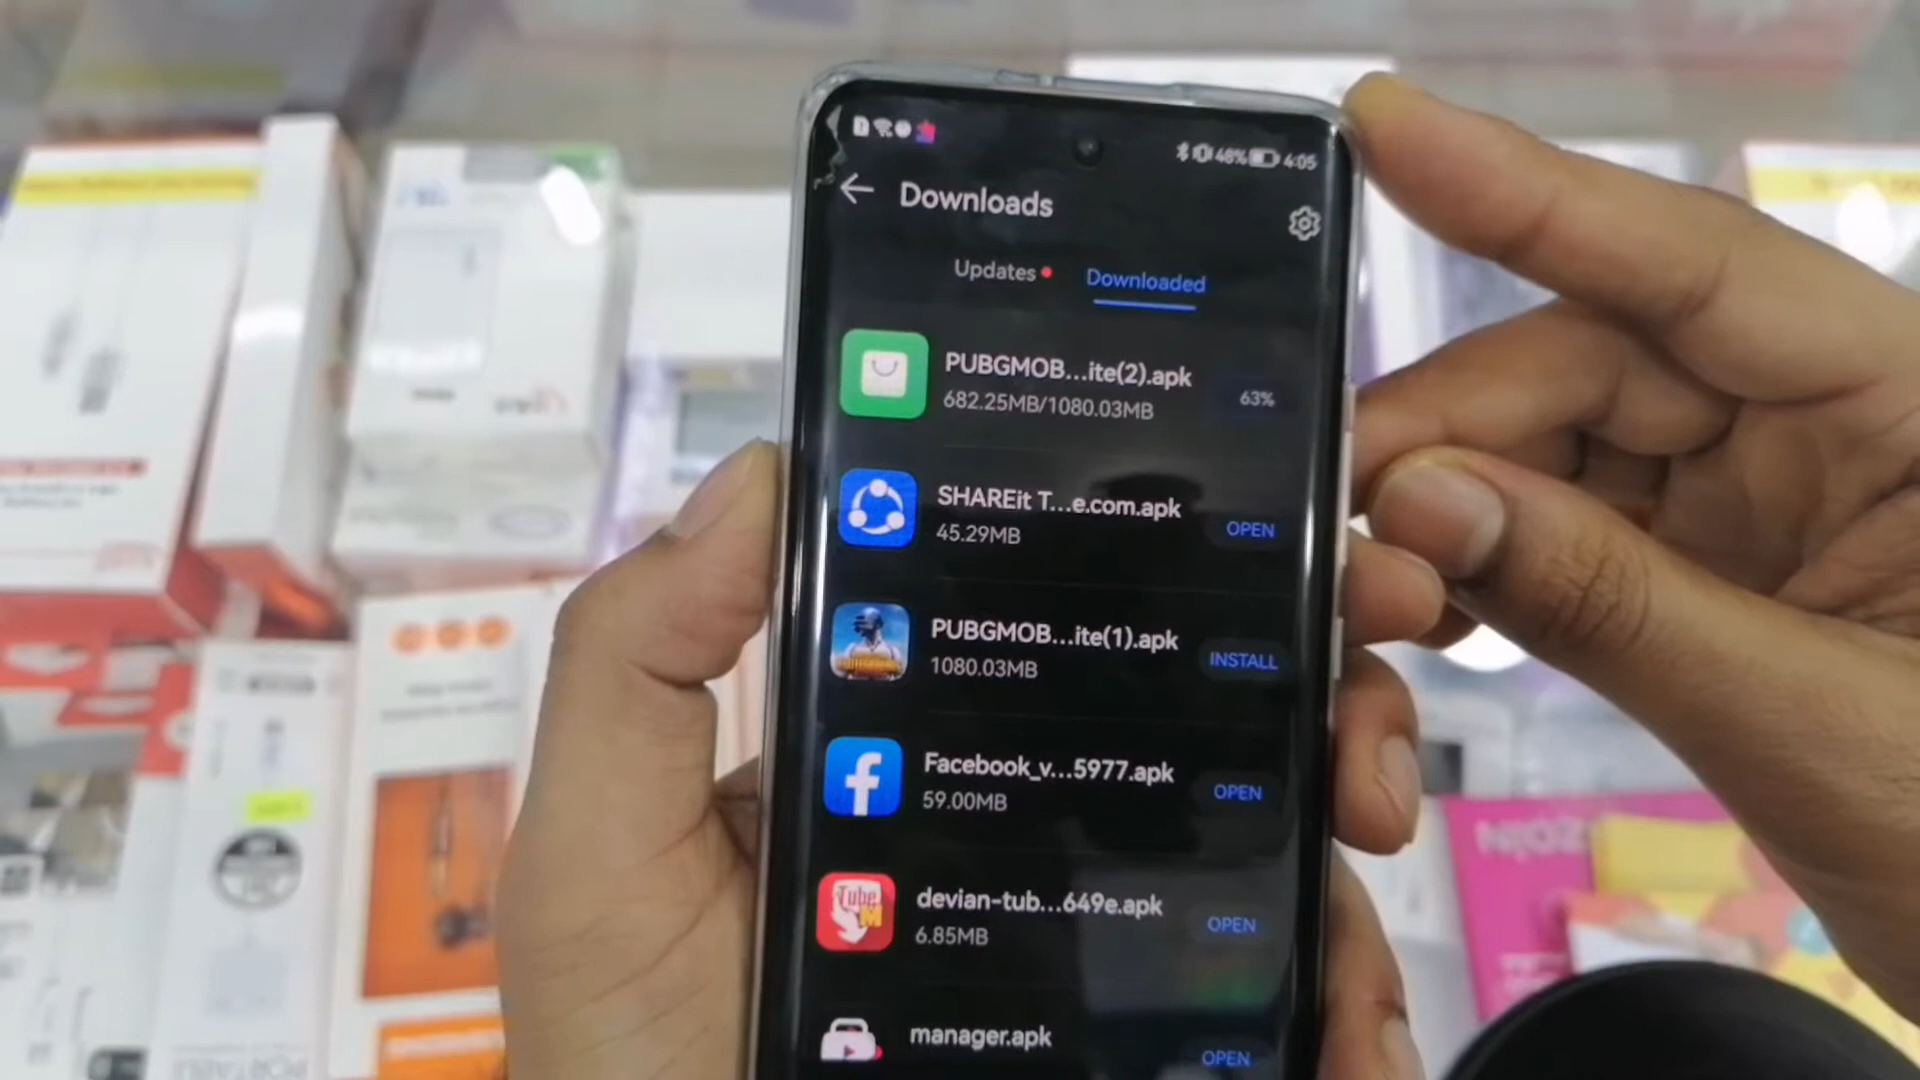 48% 4:05
Downloads
Updates Downloaded
PUBGMOB...ite(2).apk
682.25MB/1080.03MB
63%
SHAREit T...e.com.apk
45.29MB
OPEN
PUBGMOB...ite(1).apk
1080.03MB
INSTALL
Facebook_v...5977.apk
59.00MB
OPEN
Tube
M
devian-tub...649e.apk
6.85MB
OPEN
manager.apk
OPEN